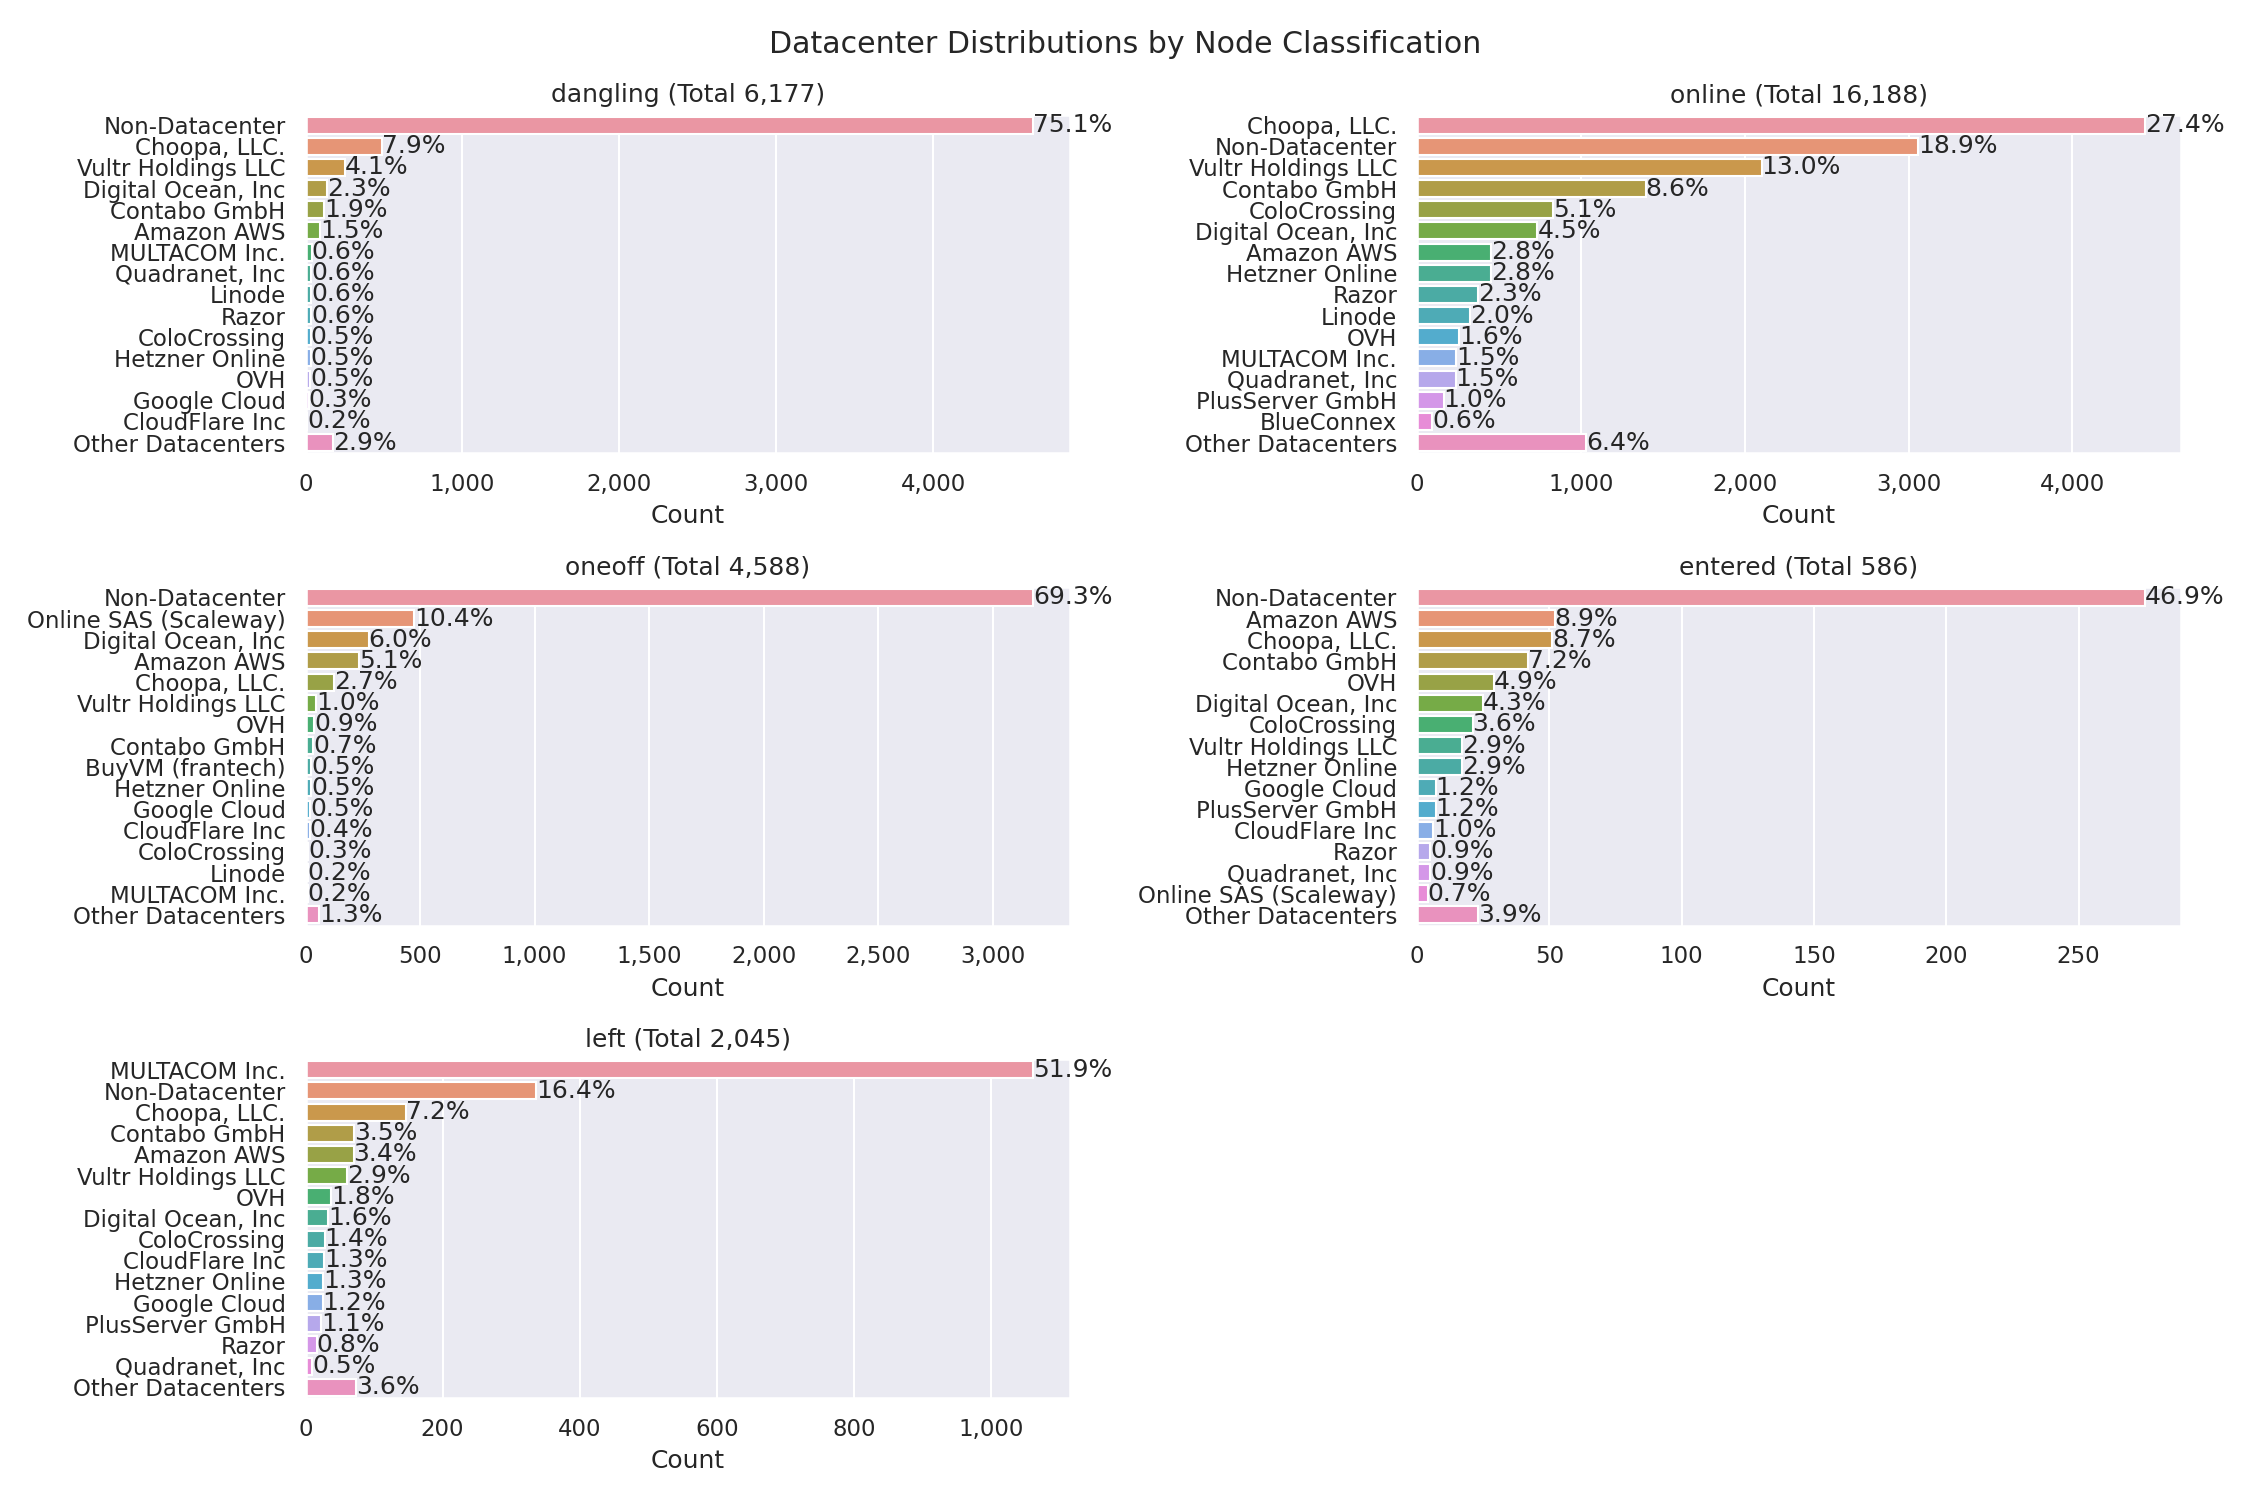 Datacenter Distributions by Node Classification
dangling (Total 6,177)
Non-Datacenter 75.1%
Choopa, LLC. 7.9%
Vultr Holdings LLC 4.1%
Digital Ocean, Inc 2.3%
Contabo GmbH 1.9%
Amazon AWS 1.5%
MULTACOM Inc. 0.6%
Quadranet, Inc 0.6%
Linode 0.6%
Razor 0.6%
ColoCrossing 0.5%
Hetzner Online 0.5%
OVH 0.5%
Google Cloud 0.3%
CloudFlare Inc 0.2%
Other Datacenters 2.9%
0 1,000 2,000 3,000 4,000
Count
online (Total 16,188)
Choopa, LLC. 27.4%
Non-Datacenter 18.9%
Vultr Holdings LLC 13.0%
Contabo GmbH 8.6%
ColoCrossing 5.1%
Digital Ocean, Inc 4.5%
Amazon AWS 2.8%
Hetzner Online 2.8%
Razor 2.3%
Linode 2.0%
OVH 1.6%
MULTACOM Inc. 1.5%
Quadranet, Inc 1.5%
PlusServer GmbH 1.0%
BlueConnex 0.6%
Other Datacenters 6.4%
0 1,000 2,000 3,000 4,000
Count
oneoff (Total 4,588)
Non-Datacenter 69.3%
Online SAS (Scaleway) 10.4%
Digital Ocean, Inc 6.0%
Amazon AWS 5.1%
Choopa, LLC. 2.7%
Vultr Holdings LLC 1.0%
OVH 0.9%
Contabo GmbH 0.7%
BuyVM (frantech) 0.5%
Hetzner Online 0.5%
Google Cloud 0.5%
CloudFlare Inc 0.4%
ColoCrossing 0.3%
Linode 0.2%
MULTACOM Inc. 0.2%
Other Datacenters 1.3%
0 500 1,000 1,500 2,000 2,500 3,000
Count
entered (Total 586)
Non-Datacenter 46.9%
Amazon AWS 8.9%
Choopa, LLC. 8.7%
Contabo GmbH 7.2%
OVH 4.9%
Digital Ocean, Inc 4.3%
ColoCrossing 3.6%
Vultr Holdings LLC 2.9%
Hetzner Online 2.9%
Google Cloud 1.2%
PlusServer GmbH 1.2%
CloudFlare Inc 1.0%
Razor 0.9%
Quadranet, Inc 0.9%
Online SAS (Scaleway) 0.7%
Other Datacenters 3.9%
0 50 100 150 200 250
Count
left (Total 2,045)
MULTACOM Inc. 51.9%
Non-Datacenter 16.4%
Choopa, LLC. 7.2%
Contabo GmbH 3.5%
Amazon AWS 3.4%
Vultr Holdings LLC 2.9%
OVH 1.8%
Digital Ocean, Inc 1.6%
ColoCrossing 1.4%
CloudFlare Inc 1.3%
Hetzner Online 1.3%
Google Cloud 1.2%
PlusServer GmbH 1.1%
Razor 0.8%
Quadranet, Inc 0.5%
Other Datacenters 3.6%
0 200 400 600 800 1,000
Count